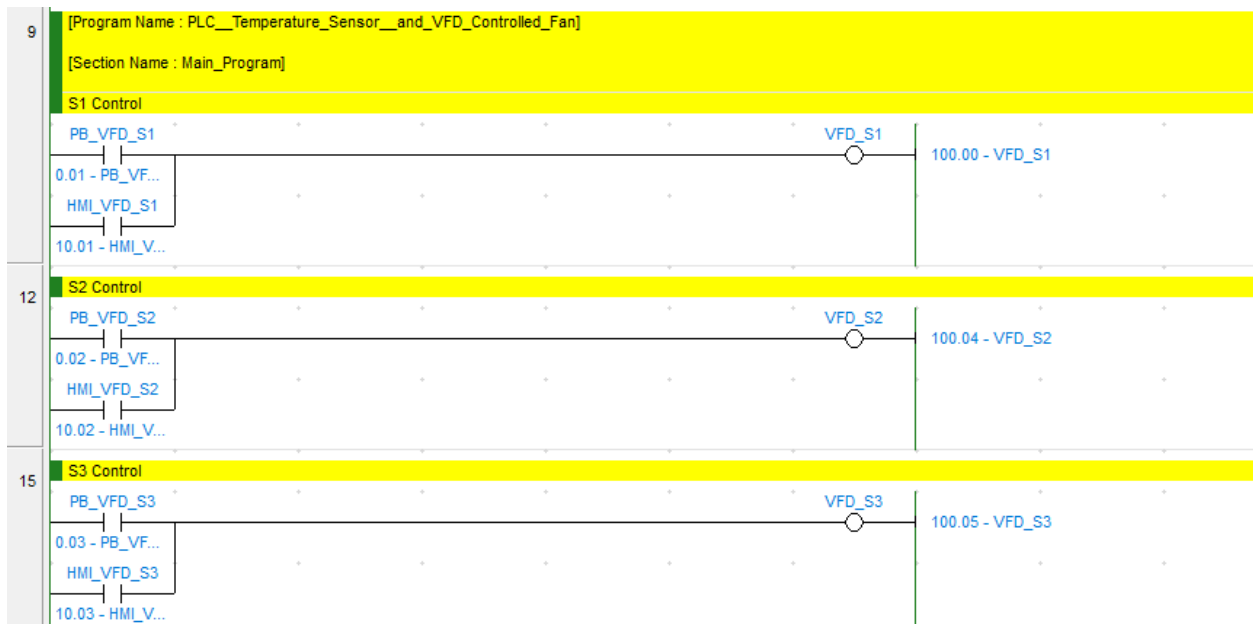 9
[Program Name : PLC__Temperature_Sensor__and_VFD_Controlled_Fan]
[Section Name : Main_Program]
S1 Control
PB_VFD_S1 VFD_S1
100.00 - VFD_S1
0.01 - PB_VF...
HMI_VFD_S1
10.01 - HMI_V...
12
S2 Control
PB_VFD_S2 VFD_S2
100.04 - VFD_S2
0.02 - PB_VF...
HMI_VFD_S2
10.02 - HMI_V...
15
S3 Control
PB_VFD_S3 VFD_S3
100.05 - VFD_S3
0.03 - PB_VF...
HMI_VFD_S3
10.03 - HMI_V...